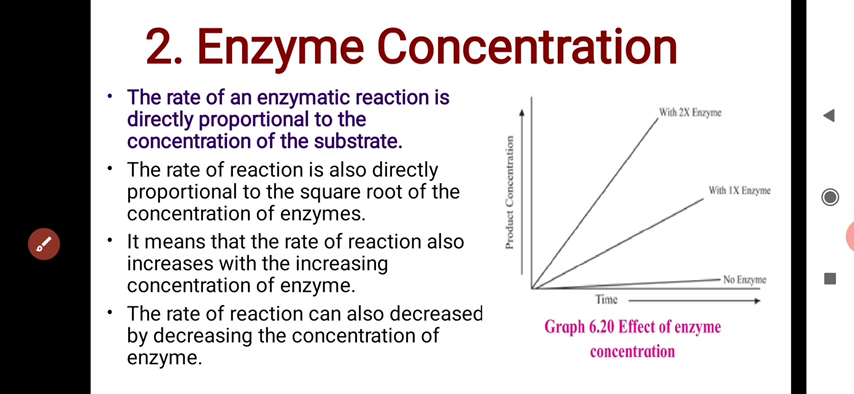 2. Enzyme Concentration
• The rate of an enzymatic reaction is
directly proportional to the
concentration of the substrate.
• The rate of reaction is also directly
proportional to the square root of the
concentration of enzymes.
• It means that the rate of reaction also
increases with the increasing
concentration of enzyme.
• The rate of reaction can also decreased
by decreasing the concentration of
enzyme.
Product Concentration
With 2X Enzyme
With 1X Enzyme
No Enzyme
Time
Graph 6.20 Effect of enzyme
concentration